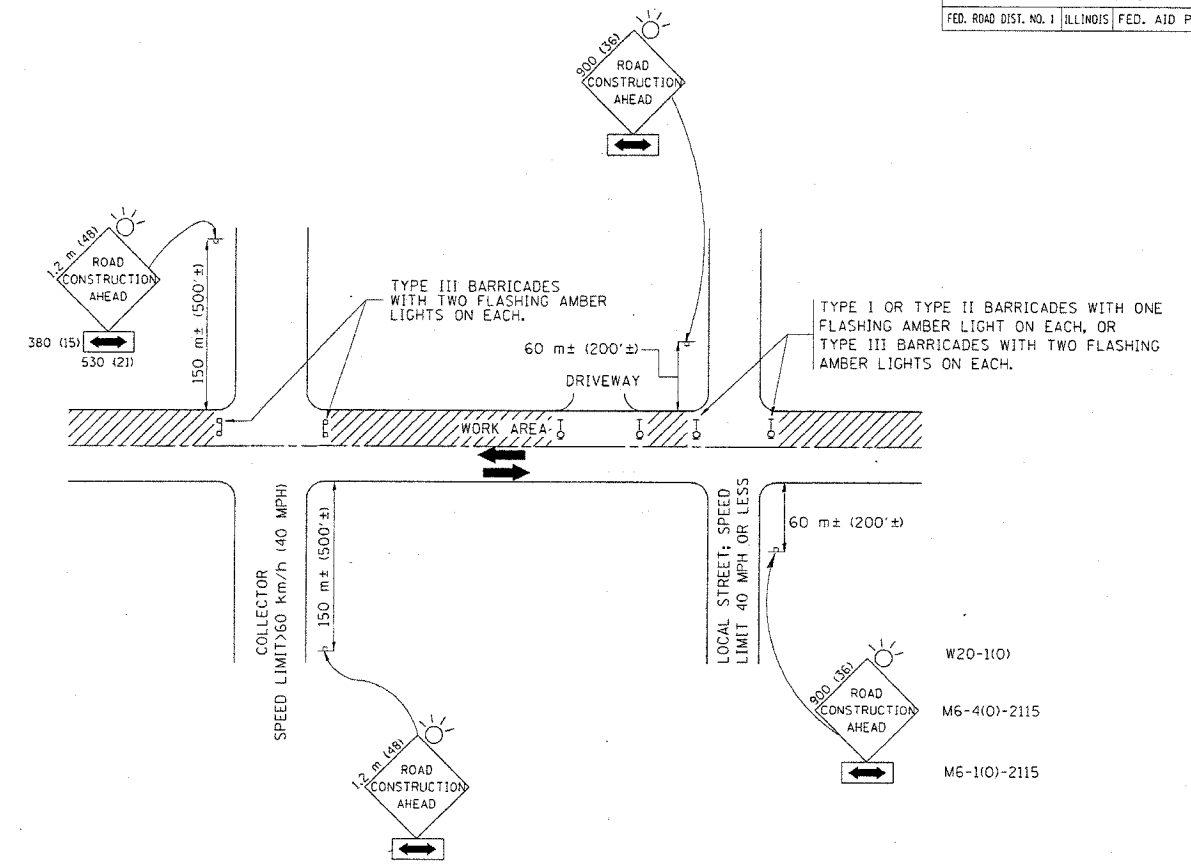 FED. ROAD DIST. NO. 1 ILLINOIS FED. AID P
900 (36)
ROAD
CONSTRUCTION
AHEAD
1.2 m (48)
ROAD
CONSTRUCTION
AHEAD
380 (15)
530 (21)
150 m± (500'±)
TYPE III BARRICADES
WITH TWO FLASHING AMBER
LIGHTS ON EACH.
60 m± (200'±)
DRIVEWAY
TYPE I OR TYPE II BARRICADES WITH ONE
FLASHING AMBER LIGHT ON EACH, OR
TYPE III BARRICADES WITH TWO FLASHING
AMBER LIGHTS ON EACH.
WORK AREA
COLLECTOR
SPEED LIMIT>60 km/h (40 MPH)
150 m± (500'±)
LOCAL STREET; SPEED
LIMIT 40 MPH OR LESS
60 m± (200'±)
1.2 m (48)
ROAD
CONSTRUCTION
AHEAD
900 (36)
ROAD
CONSTRUCTION
AHEAD
W20-1(O)
M6-4(O)-2115
M6-1(O)-2115